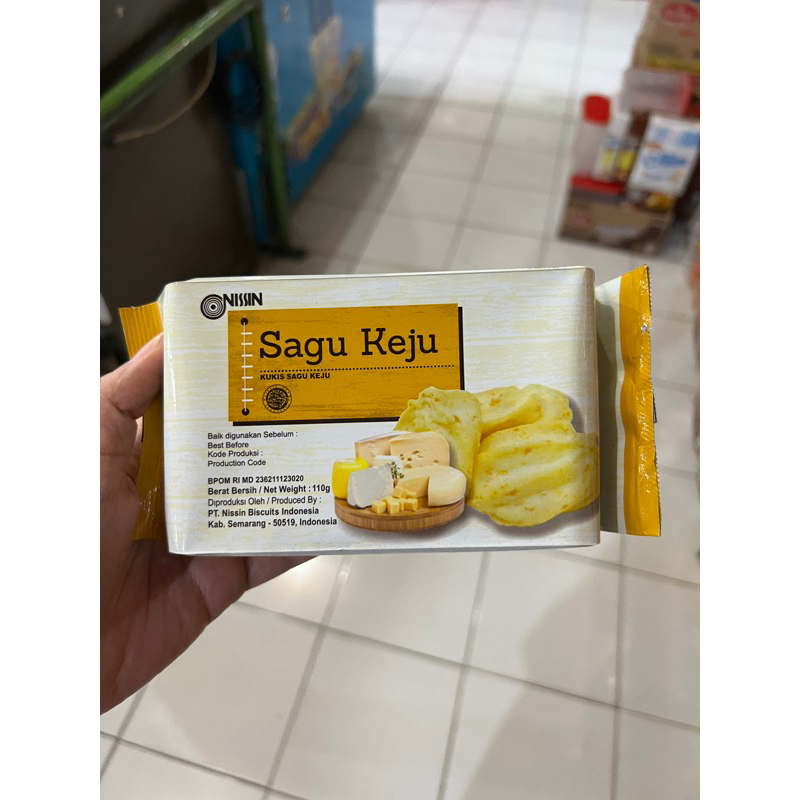 NISSIN
Sagu Keju
KUKIS SAGU KEJU
Baik digunakan Sebelum :
Best Before
Kode Produksi :
Production Code
BPOM RI MD 236211123020
Berat Bersih / Net Weight : 110g
Diproduksi Oleh / Produced By :
PT. Nissin Biscuits Indonesia
Kab. Semarang - 50519, Indonesia